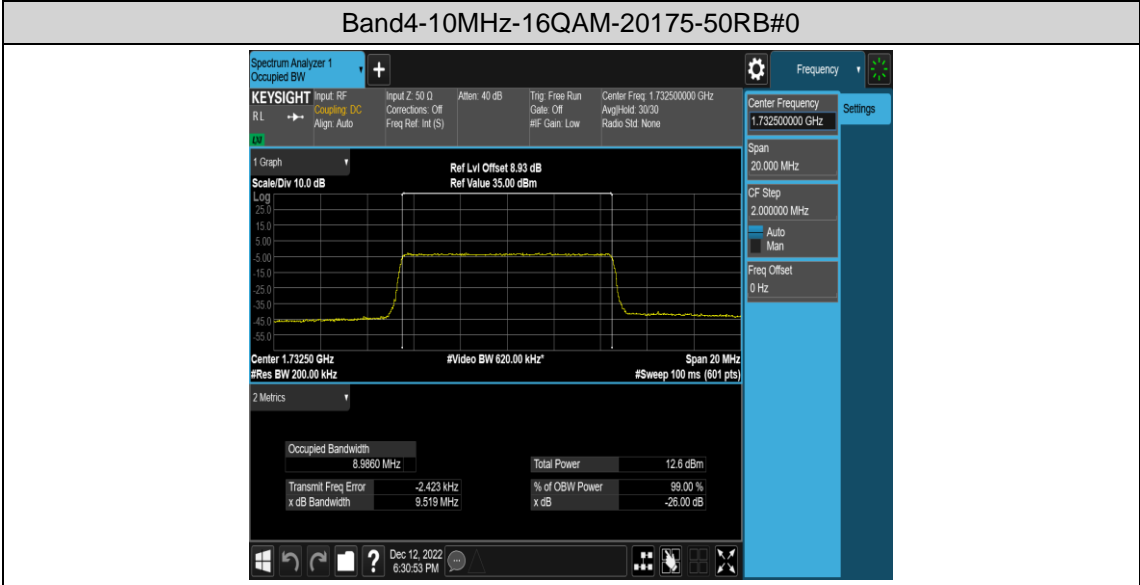 Band4-10MHz-16QAM-20175-50RB#0
Spectrum Analyzer 1
Occupied BW
Frequency
KEYSIGHT
Input: RF
Coupling: DC
Align: Auto
RL
LXI
Input Z: 50 Ω
Corrections: Off
Freq Ref: Int (S)
Atten: 40 dB
Trig: Free Run
Gate: Off
#IF Gain: Low
Center Freq: 1.732500000 GHz
Avg|Hold: 30/30
Radio Std: None
Center Frequency
1.732500000 GHz
Settings
Span
20.000 MHz
CF Step
2.000000 MHz
Auto
Man
Freq Offset
0 Hz
1 Graph
Scale/Div 10.0 dB
Ref Lvl Offset 8.93 dB
Ref Value 35.00 dBm
Log
25.0
15.0
5.00
-5.00
-15.0
-25.0
-35.0
-45.0
-55.0
Center 1.73250 GHz
#Video BW 620.00 kHz*
Span 20 MHz
#Res BW 200.00 kHz
#Sweep 100 ms (601 pts)
2 Metrics
Occupied Bandwidth
8.9860 MHz
Total Power 12.6 dBm
Transmit Freq Error -2.423 kHz
% of OBW Power 99.00 %
x dB Bandwidth 9.519 MHz
x dB -26.00 dB
?
Dec 12, 2022
6:30:53 PM